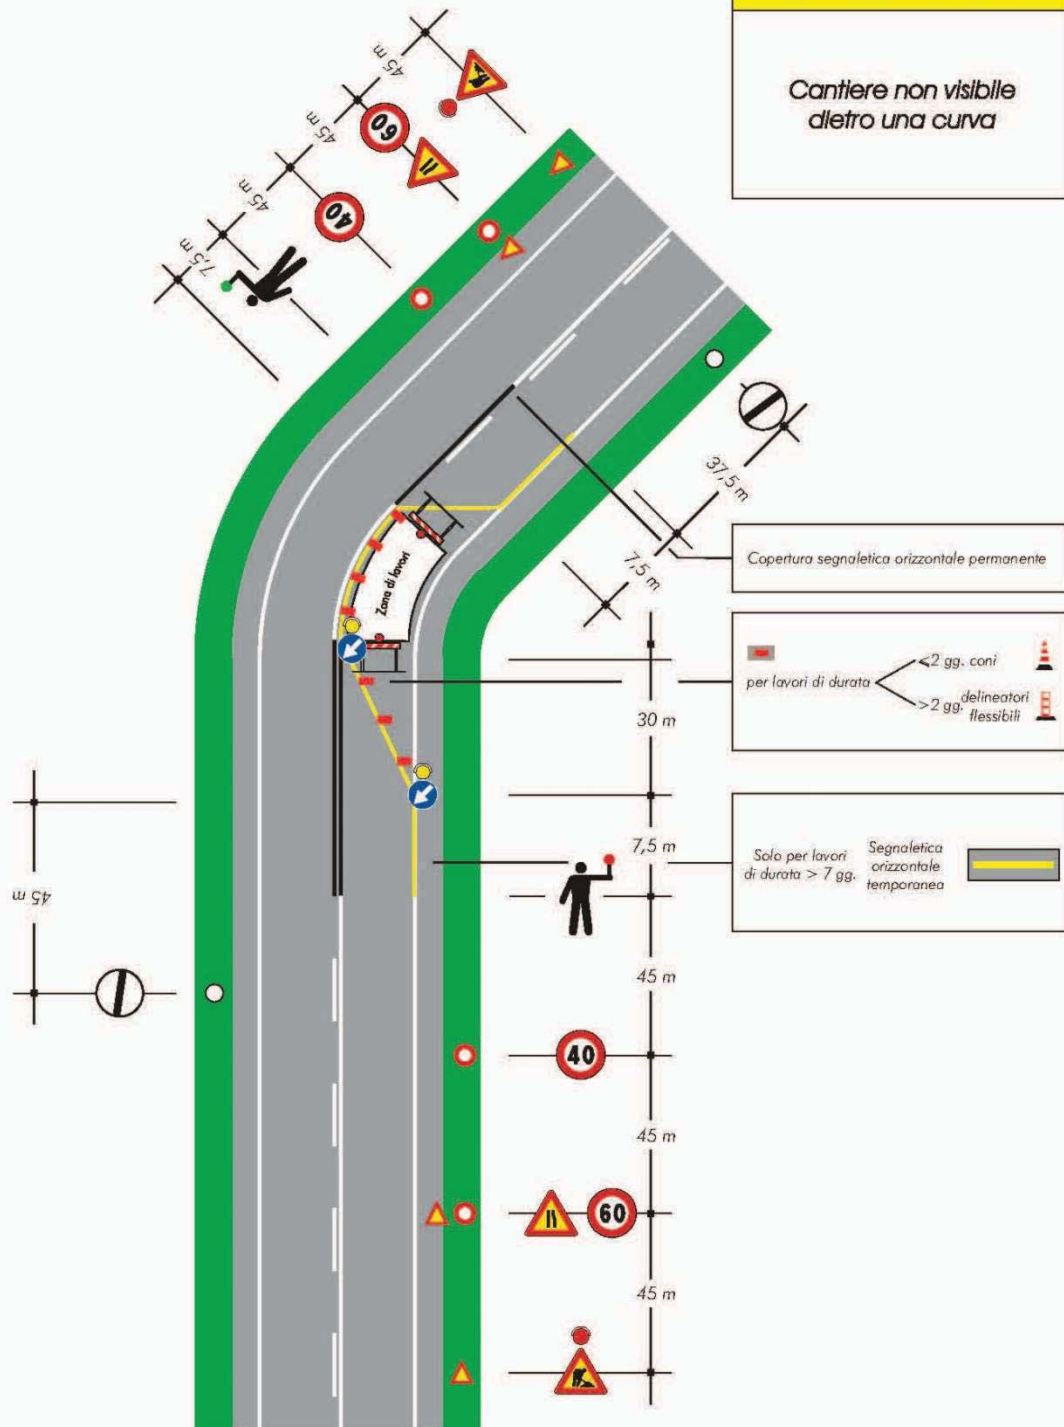 Cantiere non visibile
dietro una curva
45 m
45 m
60
45 m
40
7,5 m
37,5 m
7,5 m
Copertura segnaletica orizzontale permanente
Zona di lavori
per lavori di durata
<2 gg. coni
>2 gg. delineatori
flessibili
30 m
7,5 m
Solo per lavori
di durata > 7 gg.
Segnaletica
orizzontale
temporanea
45 m
45 m
40
45 m
60
45 m